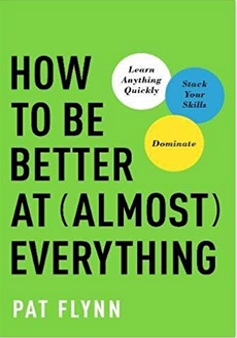 HOW
TO BE
BETTER
AT (ALMOST)
EVERYTHING
Learn
Anything
Quickly
Stack
Your
Skills
Dominate
PAT FLYNN